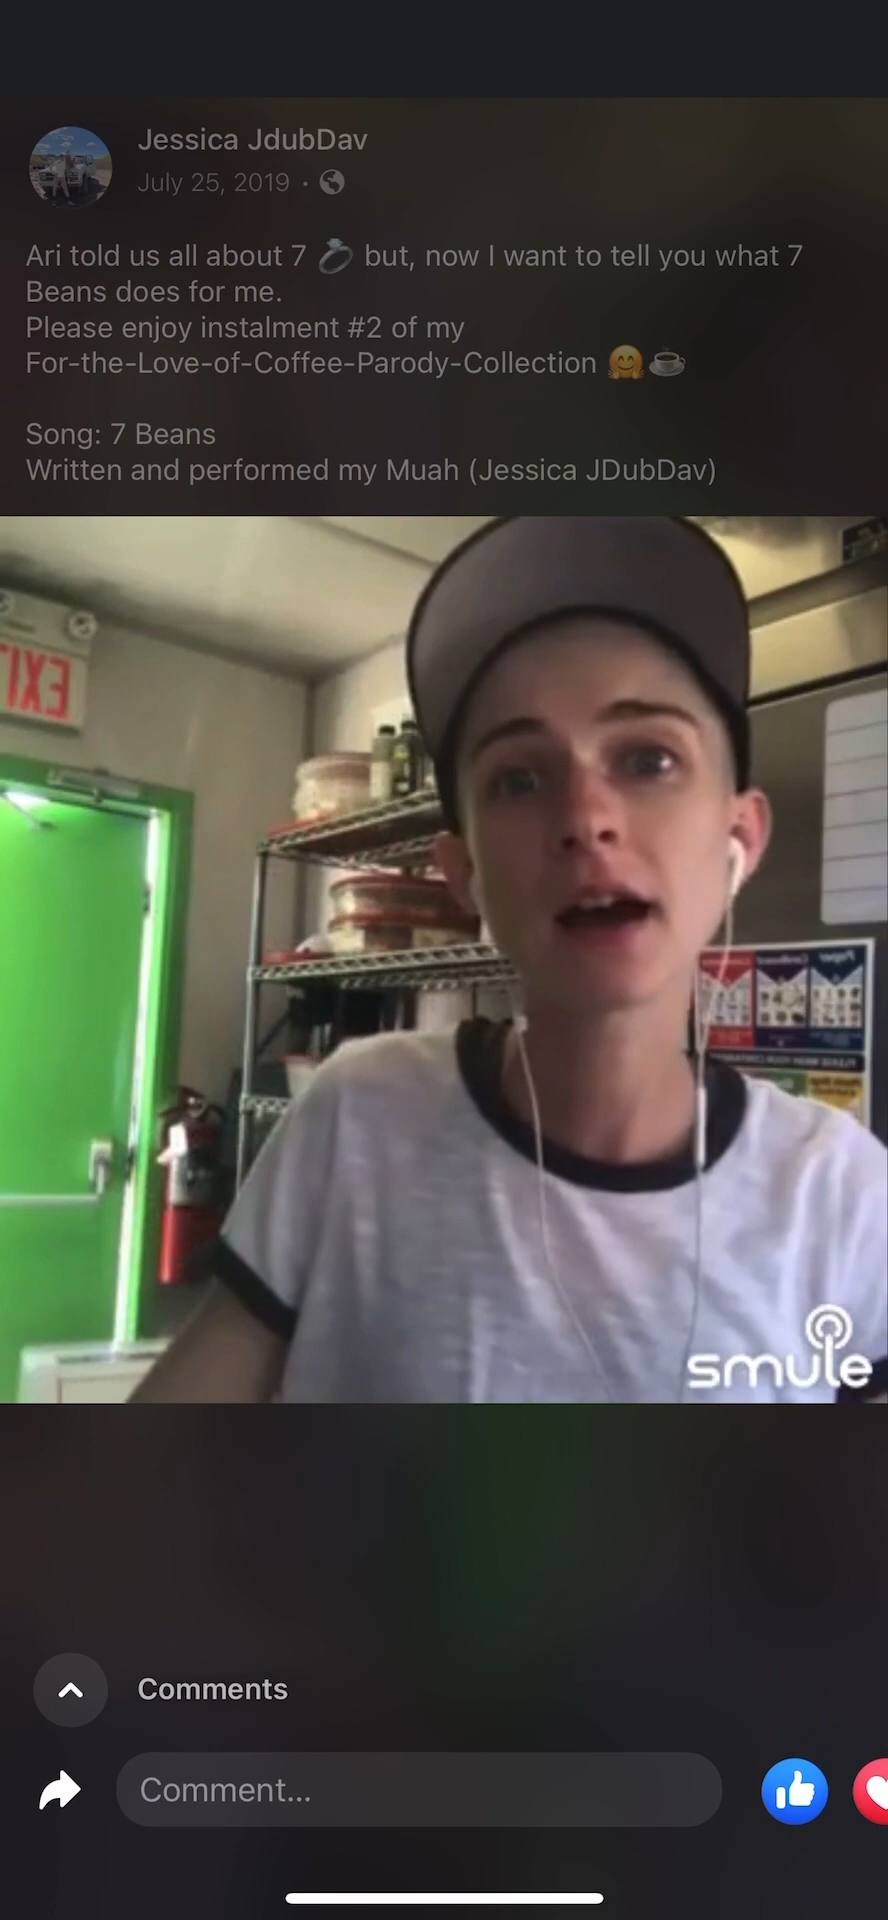 Jessica JdubDav
July 25, 2019 ·
Ari told us all about 7 💍 but, now I want to tell you what 7
Beans does for me.
Please enjoy instalment #2 of my
For-the-Love-of-Coffee-Parody-Collection 🤗☕
Song: 7 Beans
Written and performed my Muah (Jessica JDubDav)
EXIT
Paper
smule
Comments
Comment...